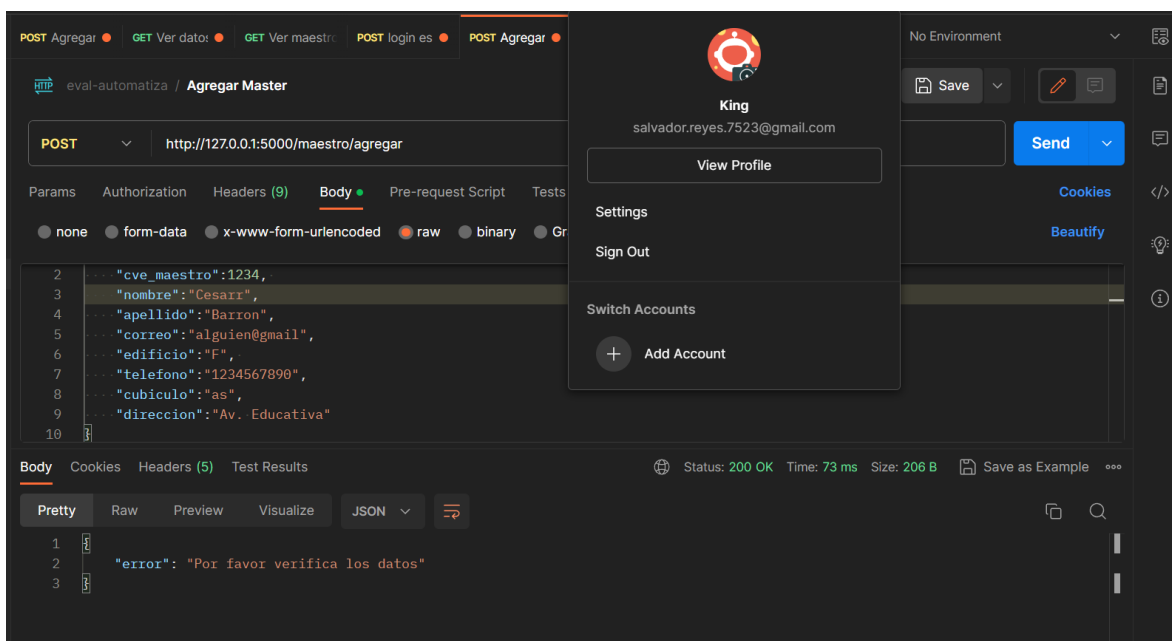 POST Agregar GET Ver datos GET Ver maestro POST login es POST Agregar No Environment
HTTP eval-automatiza / Agregar Master Save
King
salvador.reyes.7523@gmail.com
POST http://127.0.0.1:5000/maestro/agregar Send
View Profile
Params Authorization Headers (9) Body Pre-request Script Tests Cookies
Settings
none form-data x-www-form-urlencoded raw binary Gr Beautify
Sign Out
2 "cve_maestro":1234,
3 "nombre":"Cesarr",
Switch Accounts
4 "apellido":"Barron",
5 "correo":"alguien@gmail",
6 "edificio":"F",
+ Add Account
7 "telefono":"1234567890",
8 "cubiculo":"as",
9 "direccion":"Av. Educativa"
10 }
Body Cookies Headers (5) Test Results Status: 200 OK Time: 73 ms Size: 206 B Save as Example
Pretty Raw Preview Visualize JSON
1 {
2 "error": "Por favor verifica los datos"
3 }